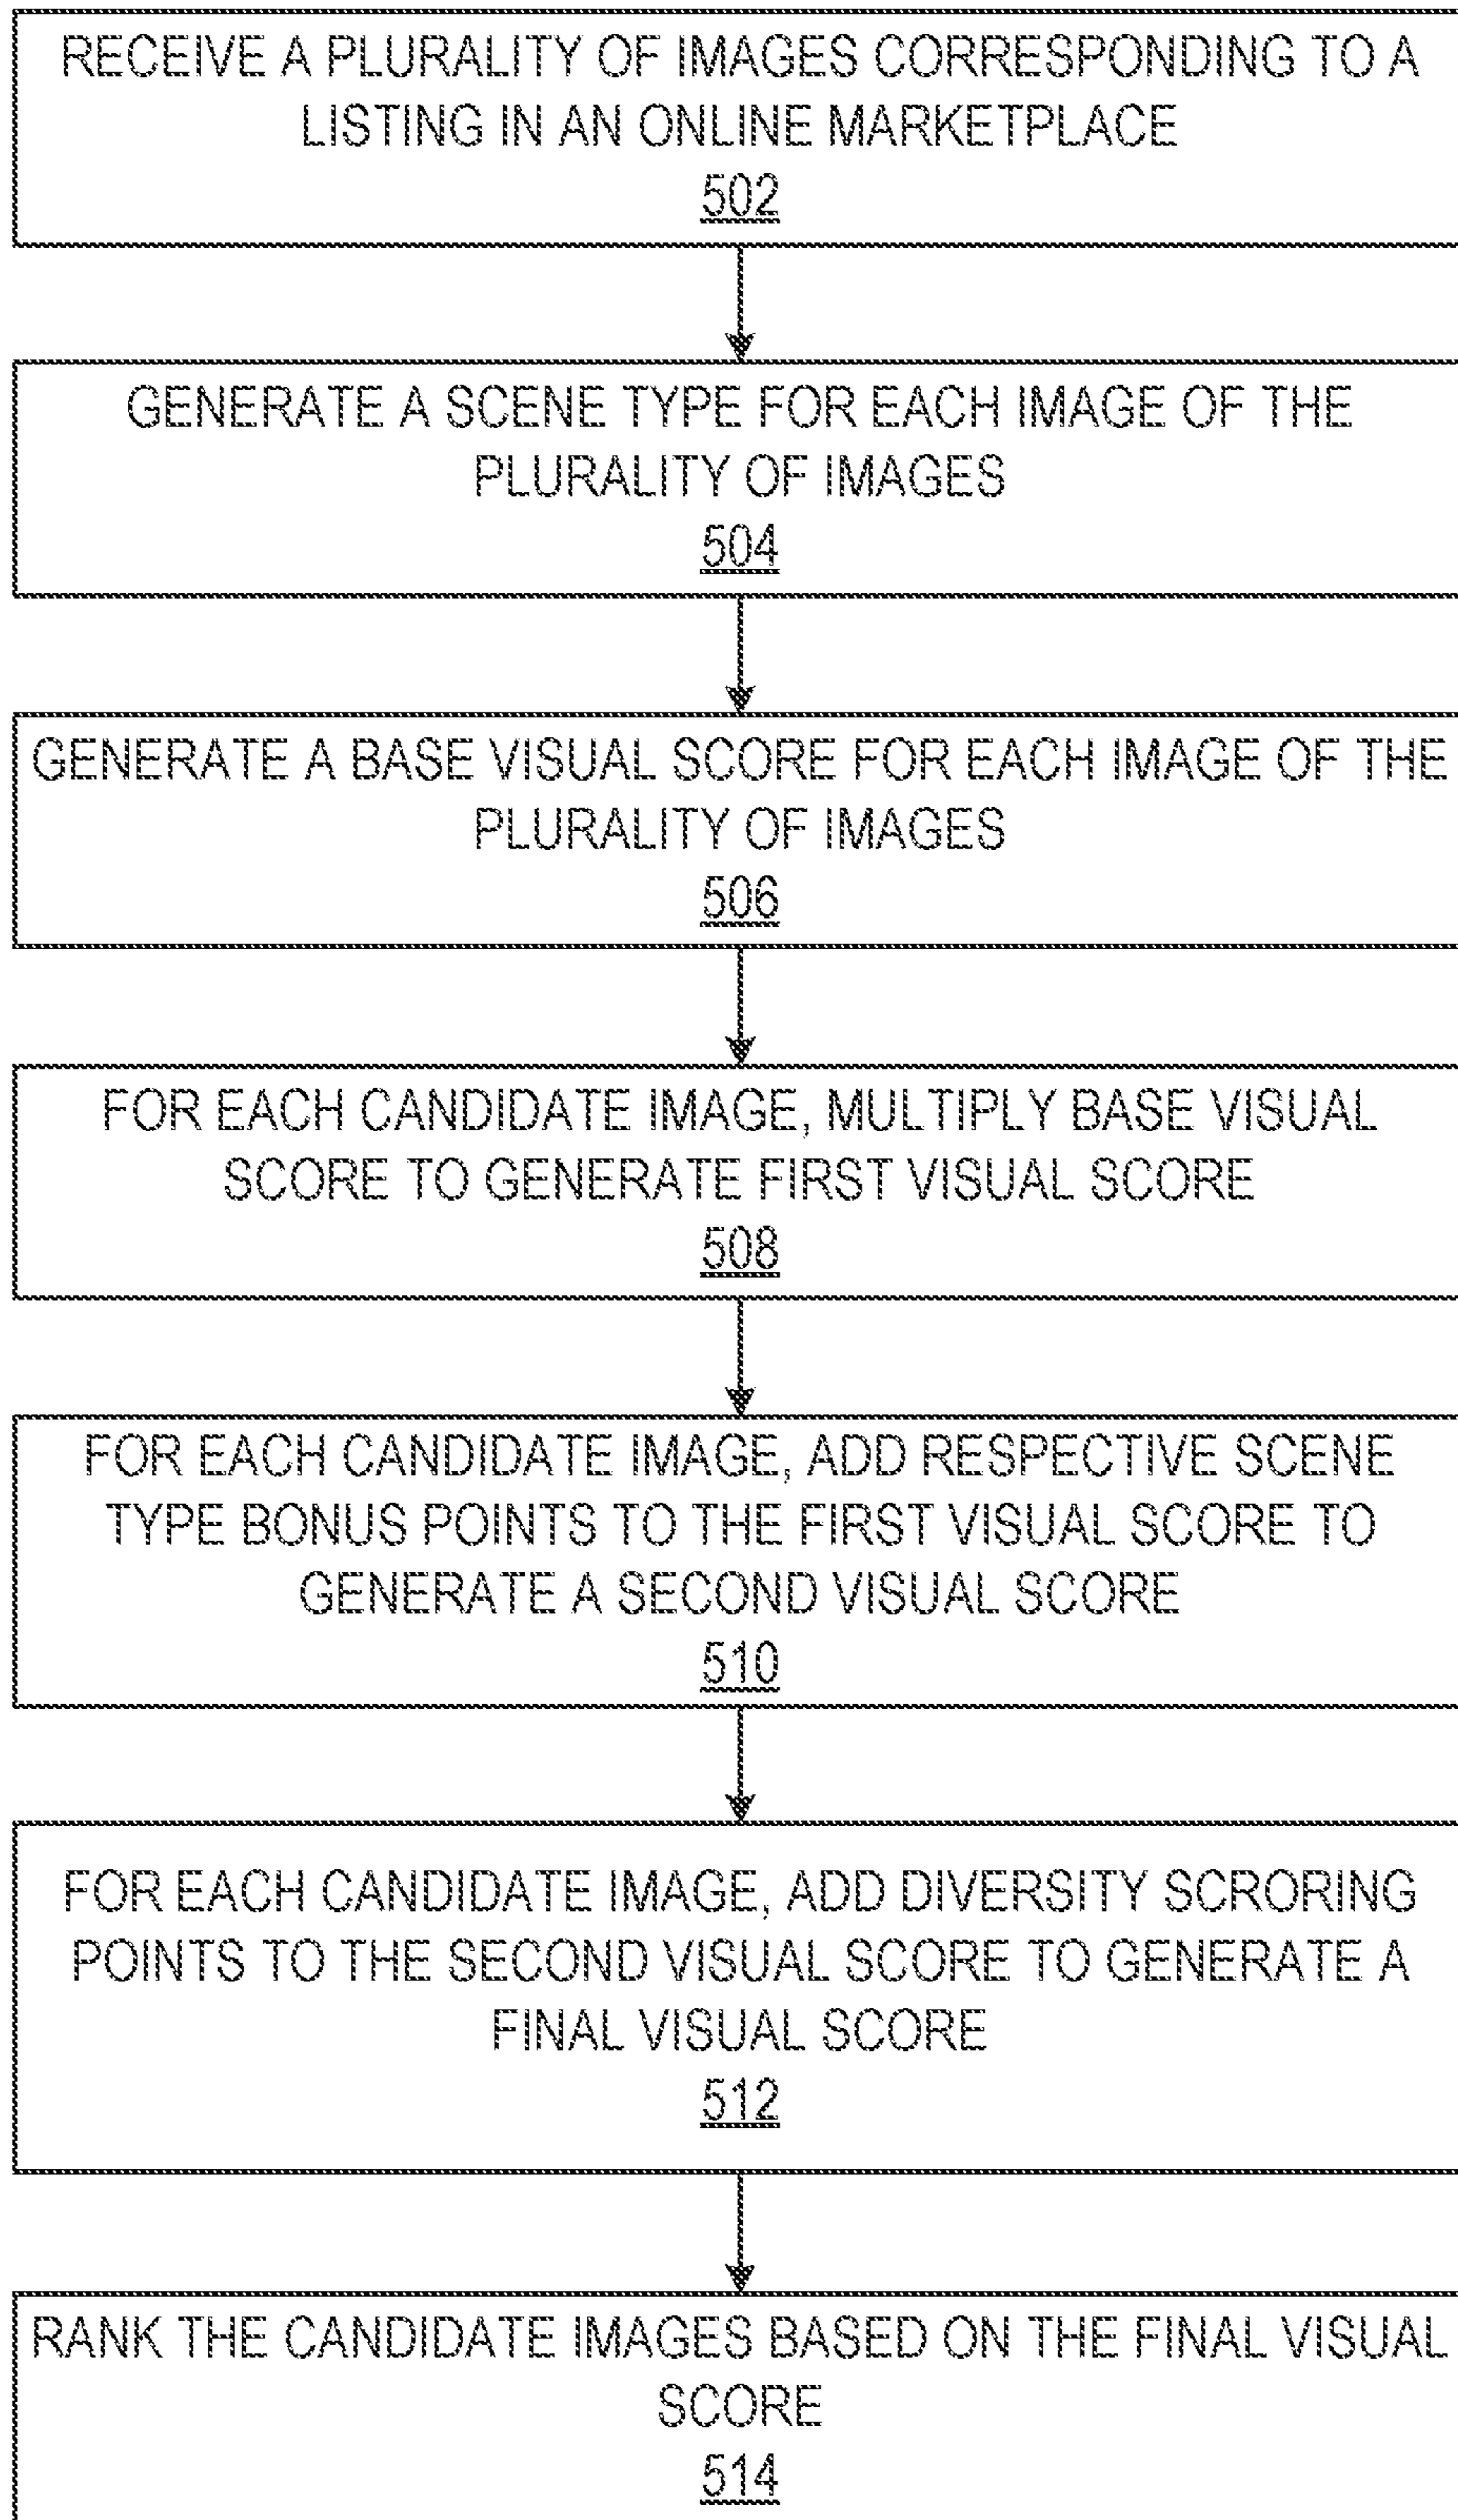 RECEIVE A PLURALITY OF IMAGES CORRESPONDING TO A
LISTING IN AN ONLINE MARKETPLACE
502
GENERATE A SCENE TYPE FOR EACH IMAGE OF THE
PLURALITY OF IMAGES
504
GENERATE A BASE VISUAL SCORE FOR EACH IMAGE OF THE
PLURALITY OF IMAGES
506
FOR EACH CANDIDATE IMAGE, MULTIPLY BASE VISUAL
SCORE TO GENERATE FIRST VISUAL SCORE
508
FOR EACH CANDIDATE IMAGE, ADD RESPECTIVE SCENE
TYPE BONUS POINTS TO THE FIRST VISUAL SCORE TO
GENERATE A SECOND VISUAL SCORE
510
FOR EACH CANDIDATE IMAGE, ADD DIVERSITY SCRORING
POINTS TO THE SECOND VISUAL SCORE TO GENERATE A
FINAL VISUAL SCORE
512
RANK THE CANDIDATE IMAGES BASED ON THE FINAL VISUAL
SCORE
514